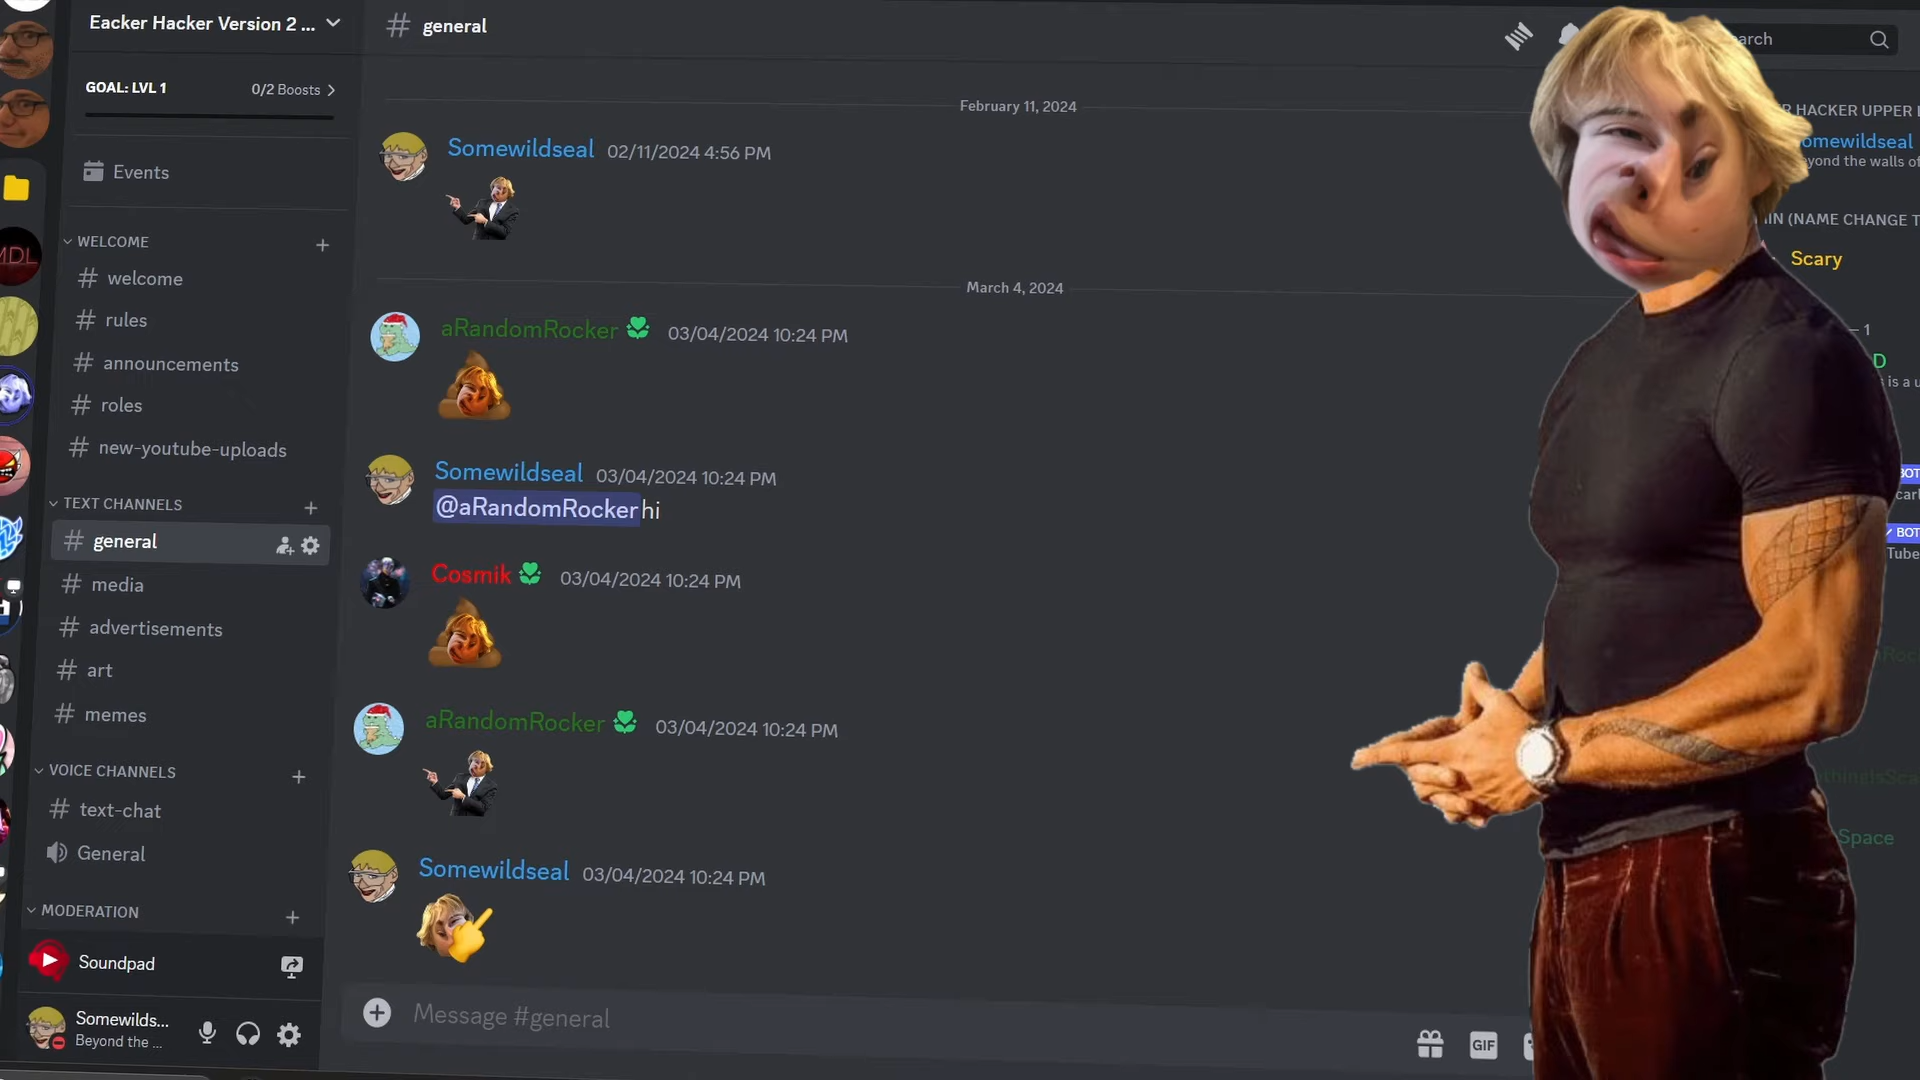 Eacker Hacker Version 2 ...
GOAL: LVL 1
0/2 Boosts
Events
WELCOME
welcome
rules
announcements
roles
new-youtube-uploads
TEXT CHANNELS
general
media
advertisements
art
memes
VOICE CHANNELS
text-chat
General
MODERATION
Soundpad
Somewilds...
Beyond the ...
general
February 11, 2024
Somewildseal 02/11/2024 4:56 PM
March 4, 2024
aRandomRocker 03/04/2024 10:24 PM
Somewildseal 03/04/2024 10:24 PM
@aRandomRocker hi
Cosmik 03/04/2024 10:24 PM
aRandomRocker 03/04/2024 10:24 PM
Somewildseal 03/04/2024 10:24 PM
Message #general
GIF
arch
HACKER UPPER
omewildseal
eyond the walls of
IN (NAME CHANGE T
Scary
– 1
D
is a u
BOT
BOT
Tube
Space
MDL